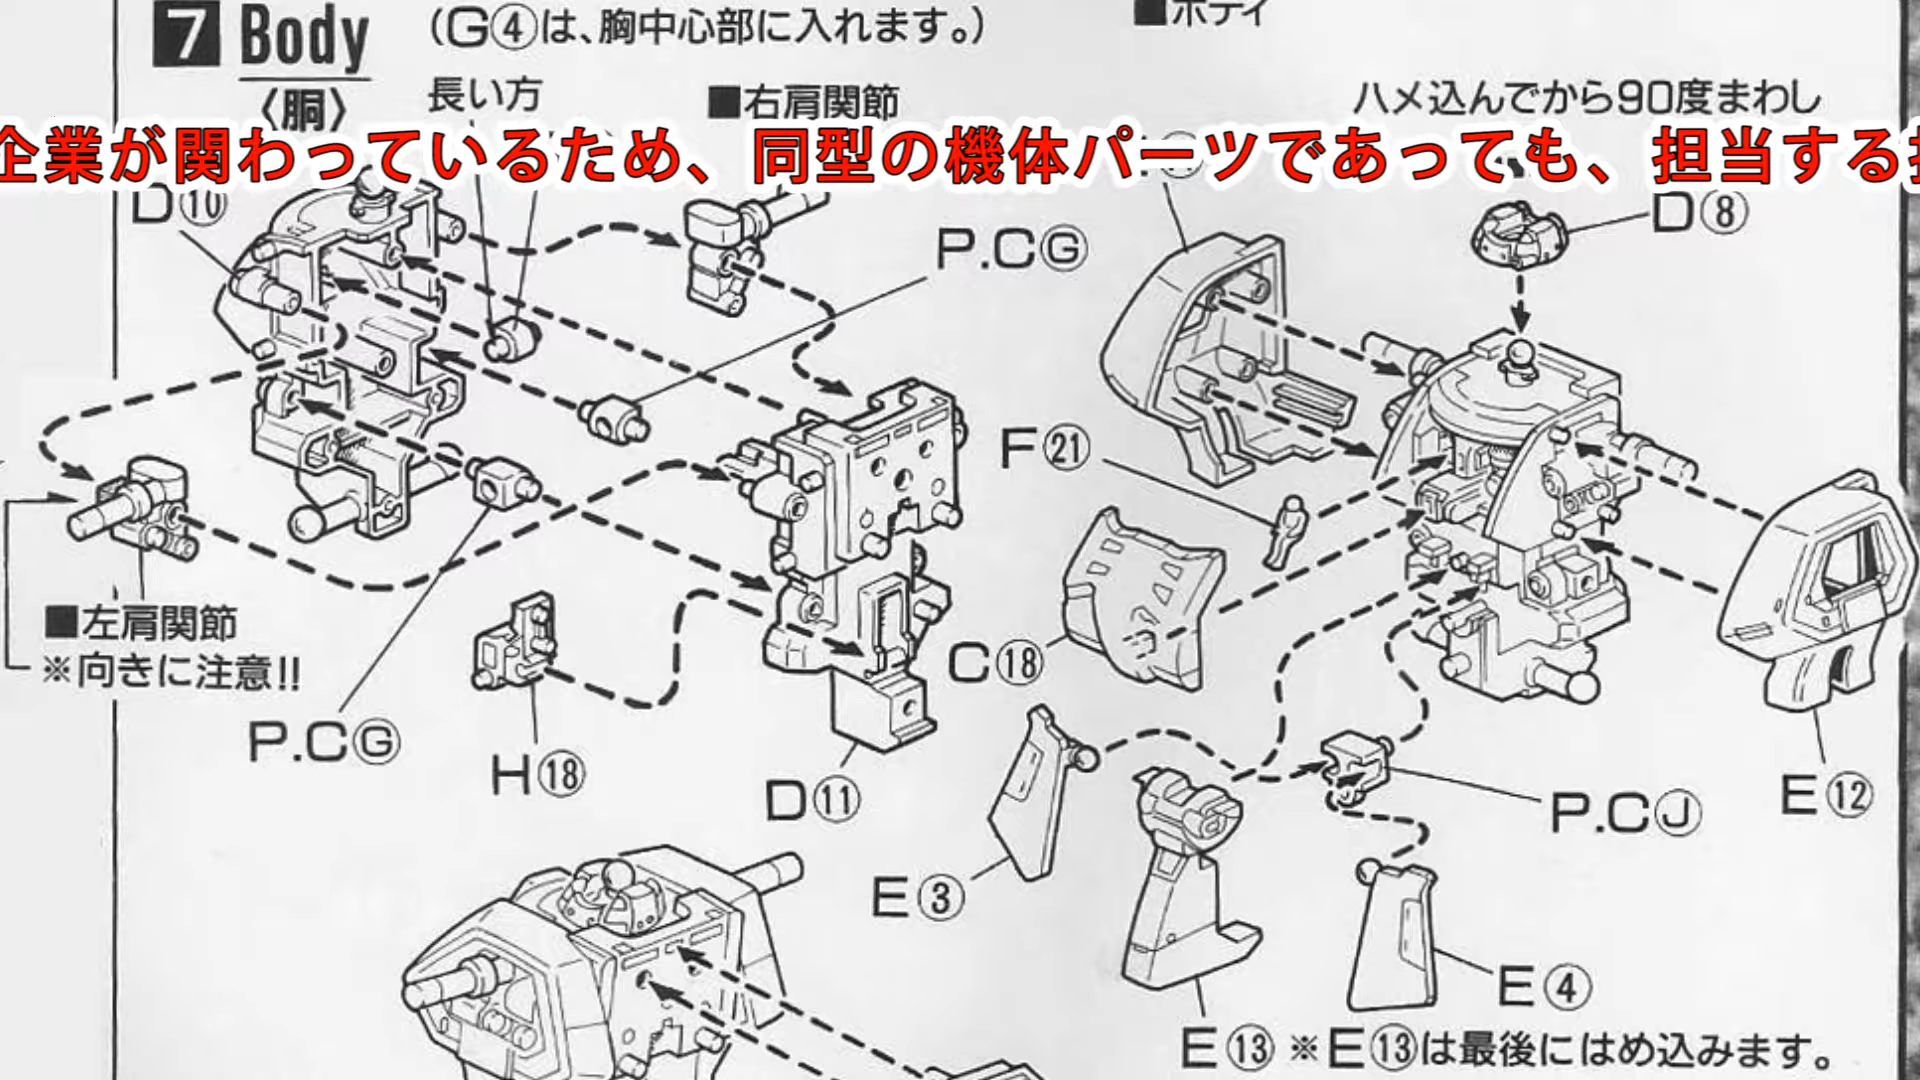 7 Body
〈胴〉
(G④は、胸中心部に入れます。)
■ボディ
長い方
■右肩関節
ハメ込んでから90度まわし
企業が関わっているため、同型の機体パーツであっても、担当する
D⑩
D⑧
P.CⒼ
F㉑
■左肩関節
※向きに注意!!
C⑱
P.CⒼ
H⑱
D⑪
P.CⒿ
E⑫
E③
E④
E⑬ ※E⑬は最後にはめ込みます。